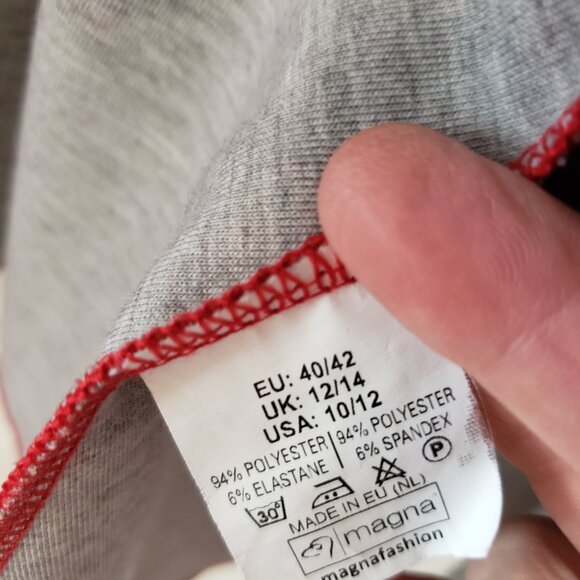 EU: 40/42
UK: 12/14
USA: 10/12
94% POLYESTER | 94% POLYESTER
6% ELASTANE | 6% SPANDEX
30° P
MADE IN EU (NL)
magna
magnafashion